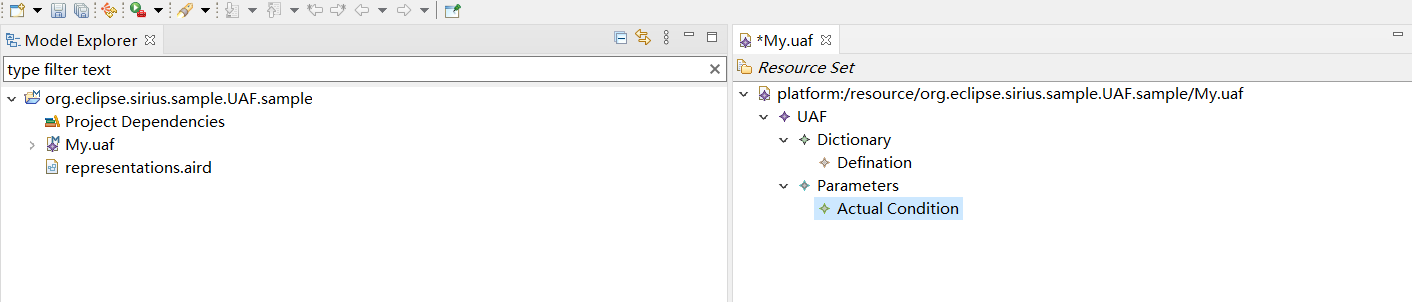 Model Explorer
type filter text
org.eclipse.sirius.sample.UAF.sample
Project Dependencies
My.uaf
representations.aird
*My.uaf
Resource Set
platform:/resource/org.eclipse.sirius.sample.UAF.sample/My.uaf
UAF
Dictionary
Defination
Parameters
Actual Condition